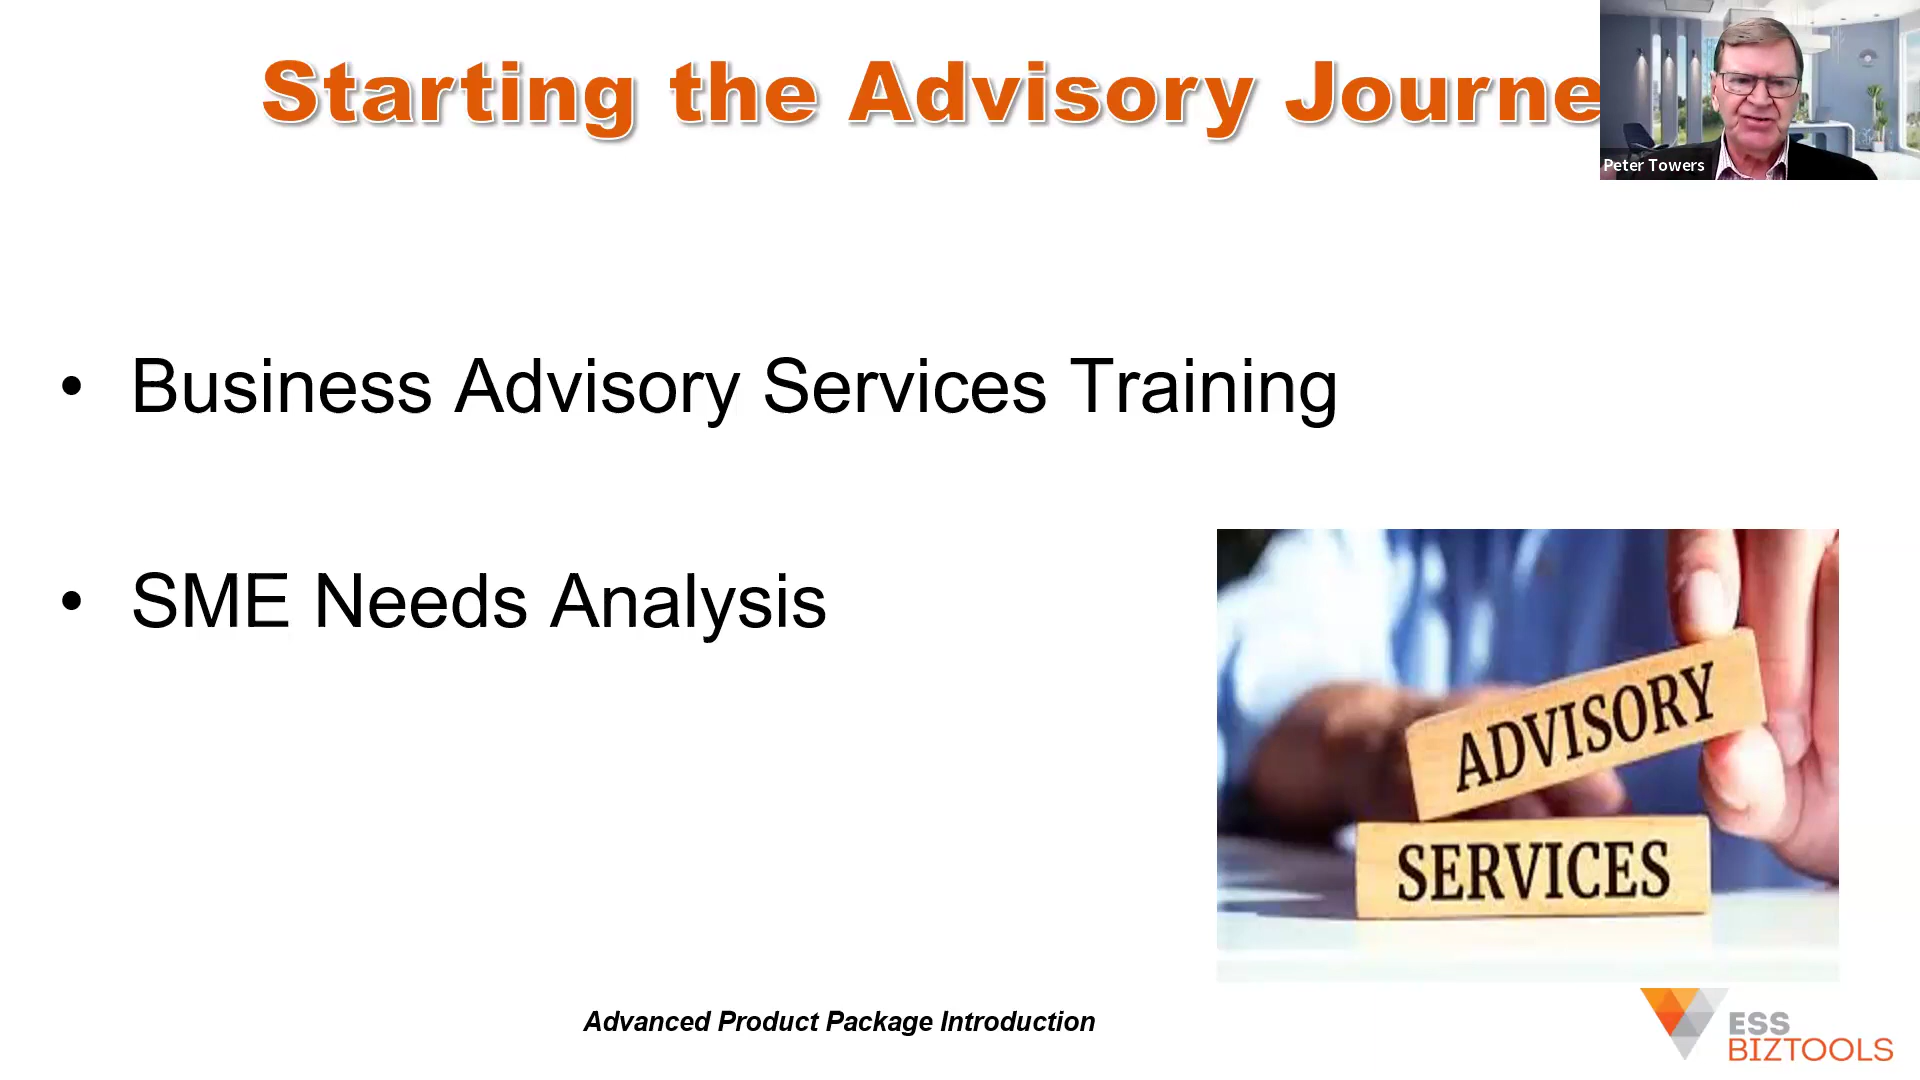 Starting the Advisory Journe
Peter Towers
• Business Advisory Services Training
• SME Needs Analysis
ADVISORY
SERVICES
Advanced Product Package Introduction
ESS
BIZTOOLS